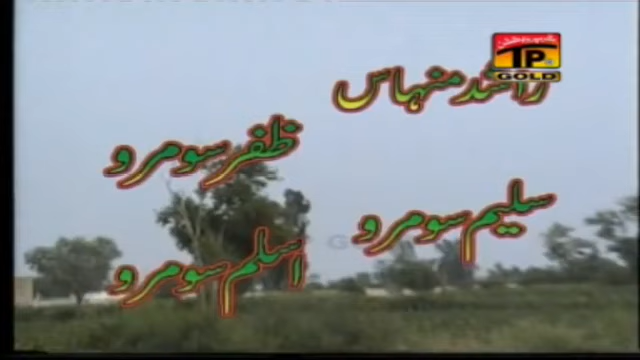 TP
GOLD
راشد منہاس
ظفر سومرو
سلیم سومرو
اسلم سومرو